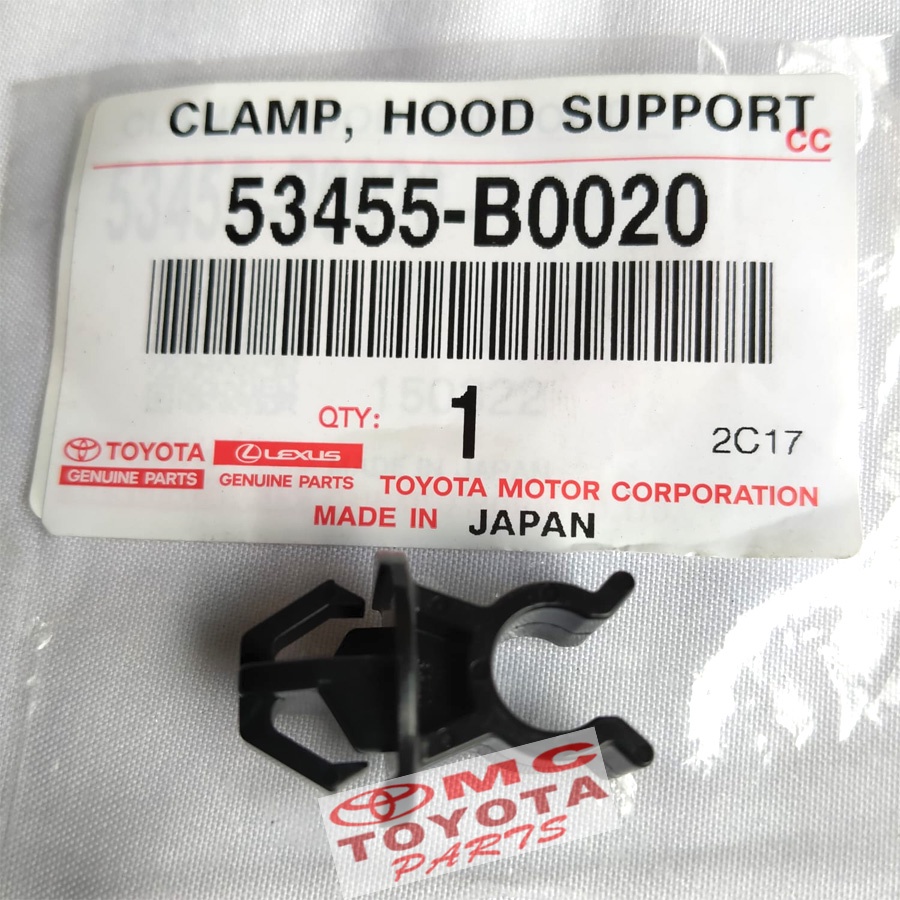 CLAMP, HOOD SUPPORT
CC
53455-B0020
QTY: 1
2C17
TOYOTA LEXUS
GENUINE PARTS GENUINE PARTS
TOYOTA MOTOR CORPORATION
MADE IN JAPAN
MC
TOYOTA
PARTS